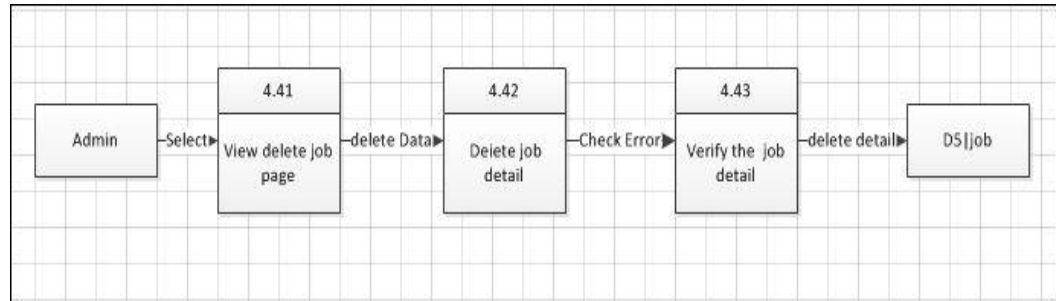 4.41
4.42
4.43
Admin
Select
View delete job
page
delete Data
Deiete job
detail
Check Error
Verify the job
detail
delete detail
D5|job